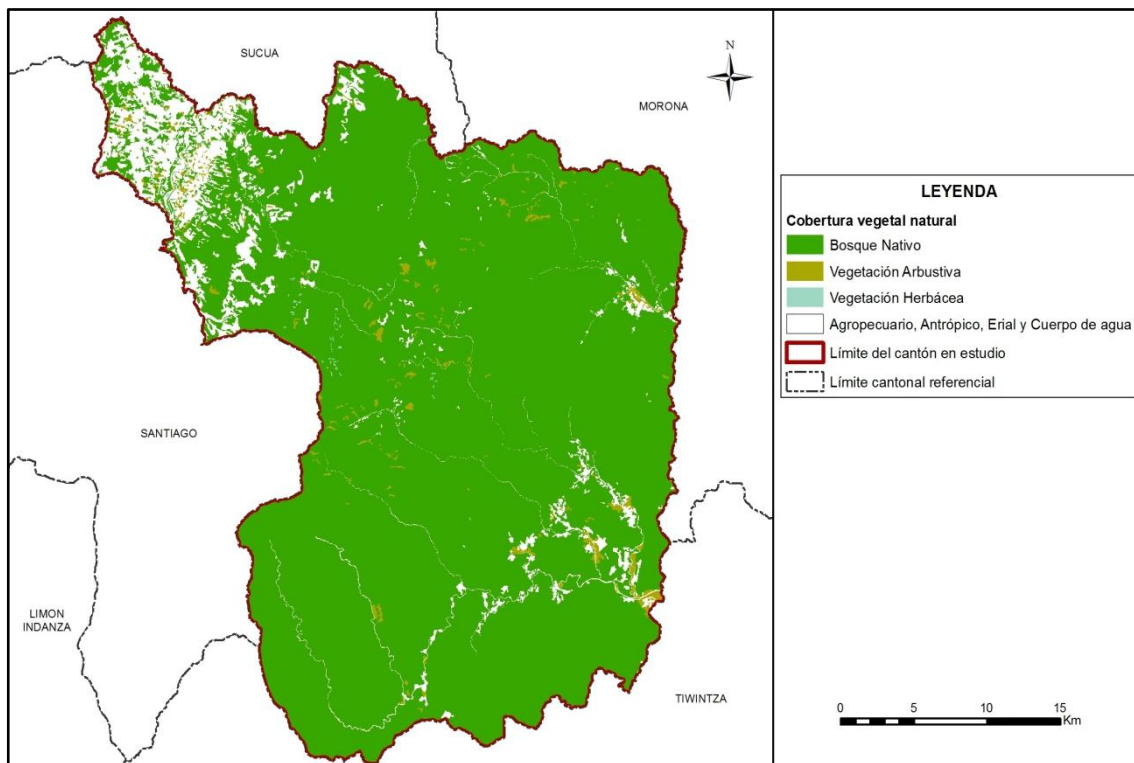 SUCUA
N
MORONA
SANTIAGO
LIMON
INDANZA
TIWINTZA
LEYENDA
Cobertura vegetal natural
Bosque Nativo
Vegetación Arbustiva
Vegetación Herbácea
Agropecuario, Antrópico, Erial y Cuerpo de agua
Límite del cantón en estudio
Límite cantonal referencial
0 5 10 15
Km